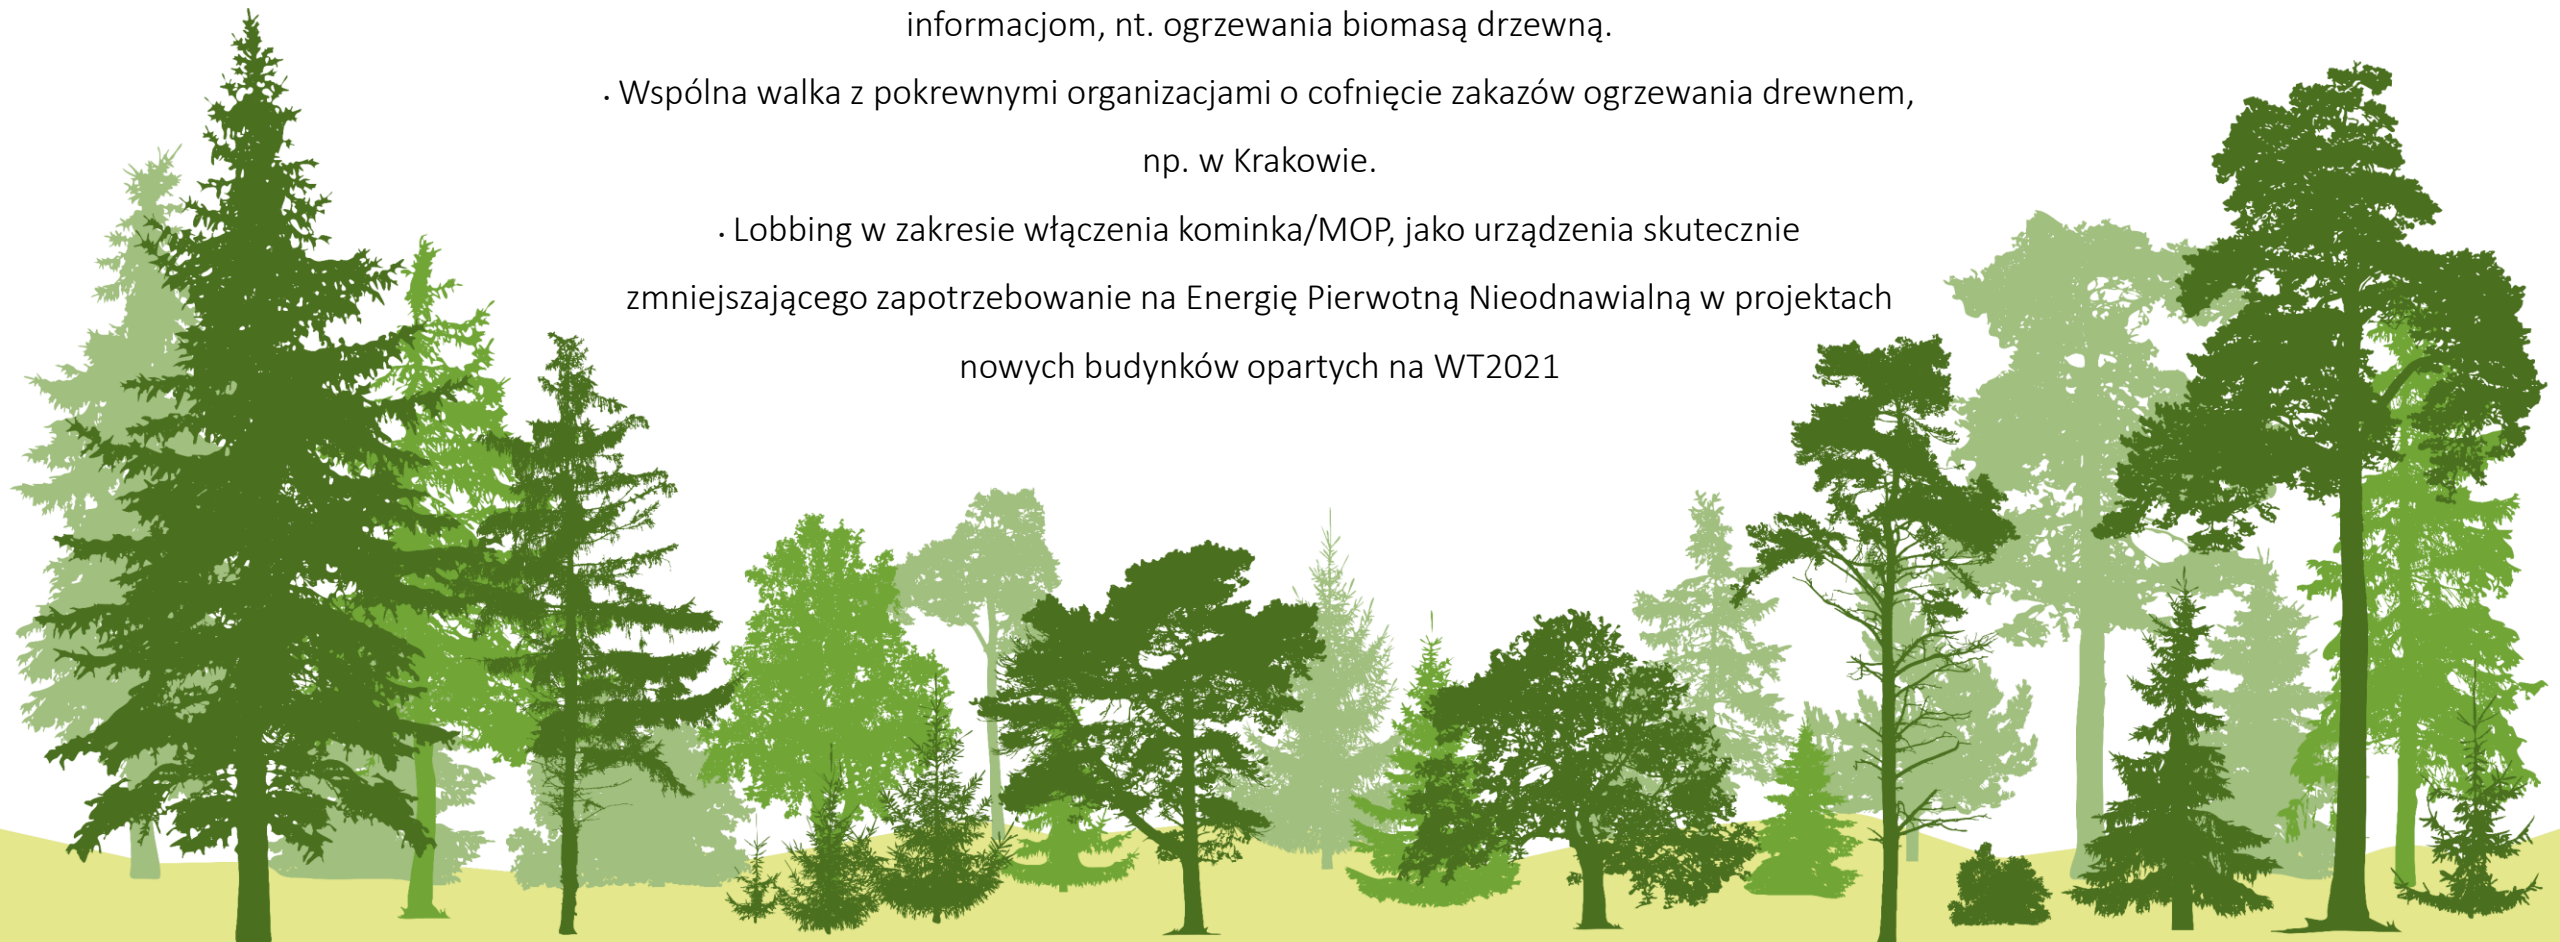 informacjom, nt. ogrzewania biomasą drzewną.
• Wspólna walka z pokrewnymi organizacjami o cofnięcie zakazów ogrzewania drewnem,
np. w Krakowie.
• Lobbing w zakresie włączenia kominka/MOP, jako urządzenia skutecznie
zmniejszającego zapotrzebowanie na Energię Pierwotną Nieodnawialną w projektach
nowych budynków opartych na WT2021